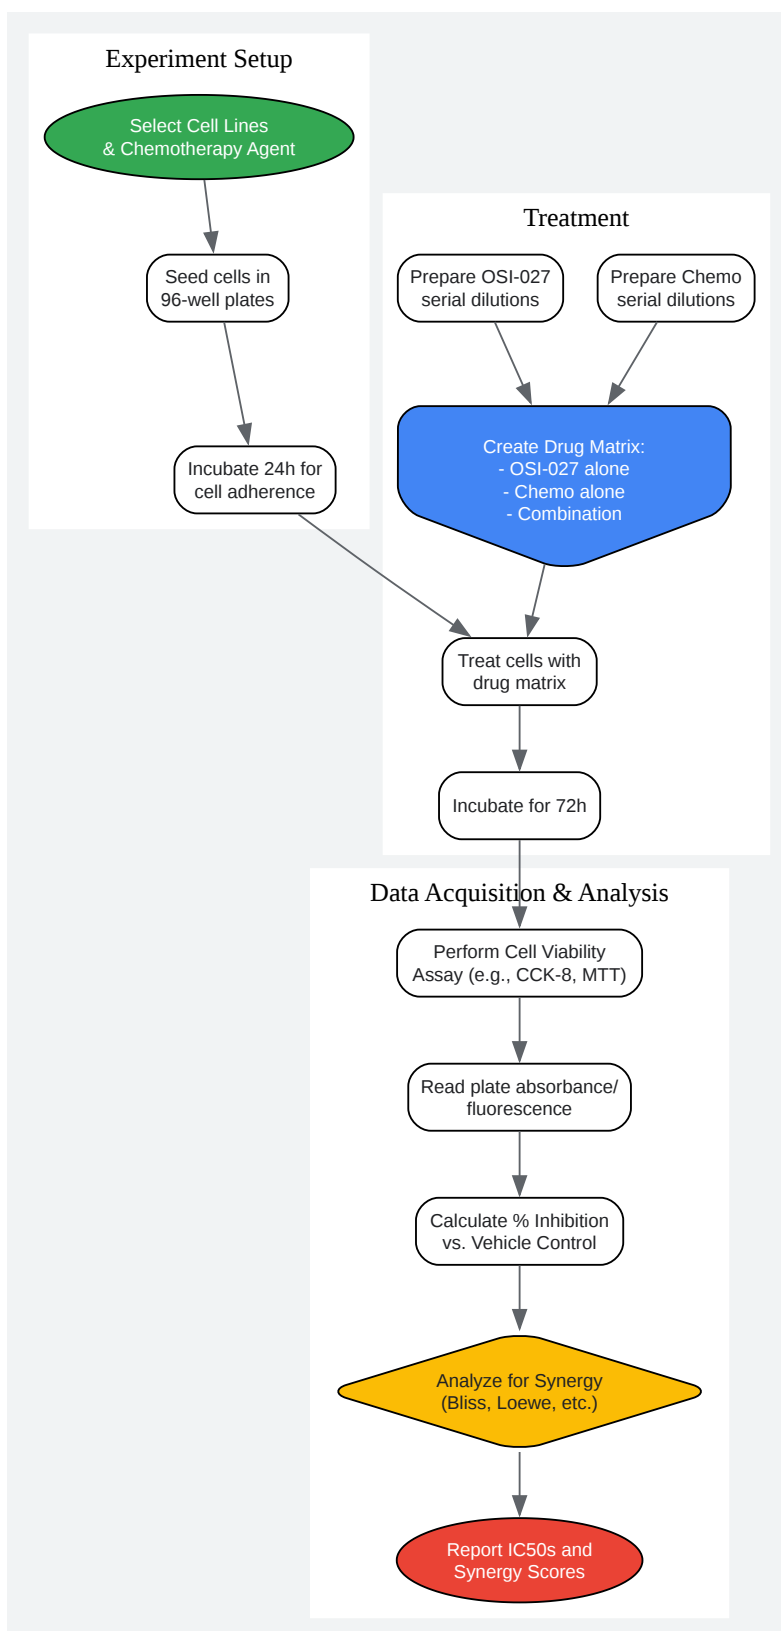 Experiment Setup
Select Cell Lines
& Chemotherapy Agent
Seed cells in
96-well plates
Incubate 24h for
cell adherence
Treatment
Prepare OSI-027
serial dilutions
Prepare Chemo
serial dilutions
Create Drug Matrix:
- OSI-027 alone
- Chemo alone
- Combination
Treat cells with
drug matrix
Incubate for 72h
Data Acquisition & Analysis
Perform Cell Viability
Assay (e.g., CCK-8, MTT)
Read plate absorbance/
fluorescence
Calculate % Inhibition
vs. Vehicle Control
Analyze for Synergy
(Bliss, Loewe, etc.)
Report IC50s and
Synergy Scores